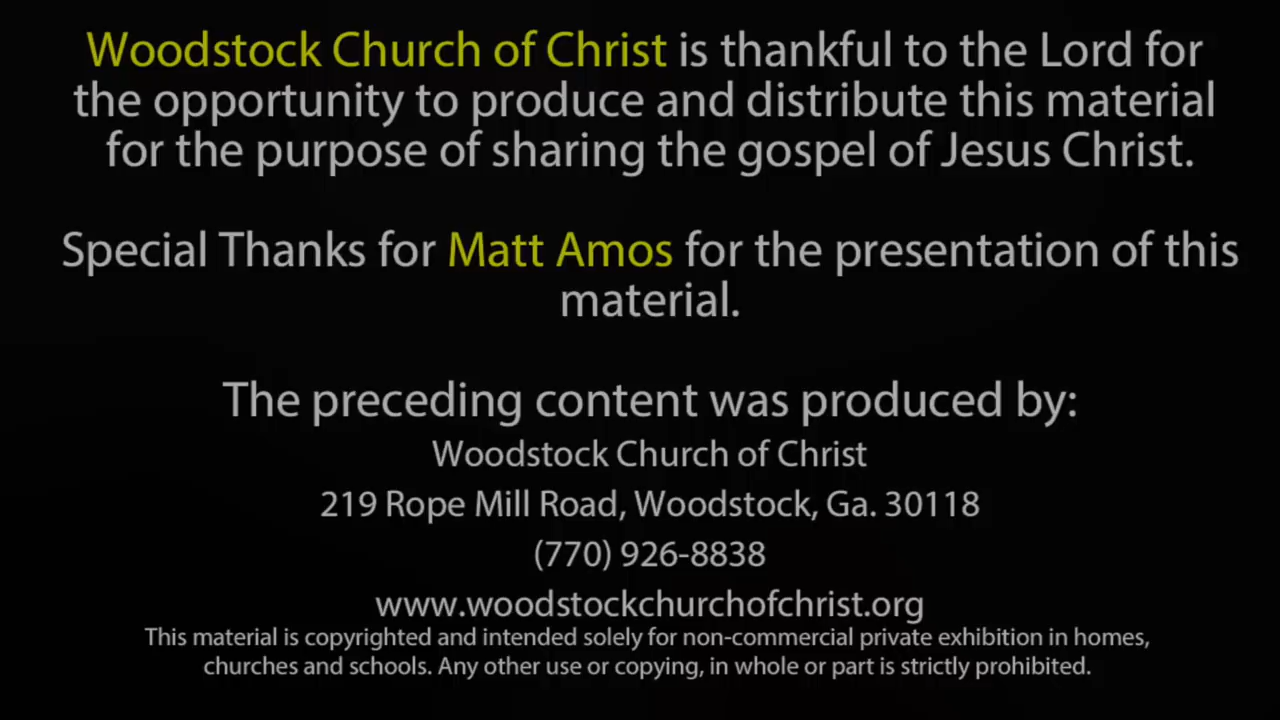 Woodstock Church of Christ is thankful to the Lord for
the opportunity to produce and distribute this material
for the purpose of sharing the gospel of Jesus Christ.
Special Thanks for Matt Amos for the presentation of this
material.
The preceding content was produced by:
Woodstock Church of Christ
219 Rope Mill Road, Woodstock, Ga. 30118
(770) 926-8838
www.woodstockchurchofchrist.org
This material is copyrighted and intended solely for non-commercial private exhibition in homes,
churches and schools. Any other use or copying, in whole or part is strictly prohibited.